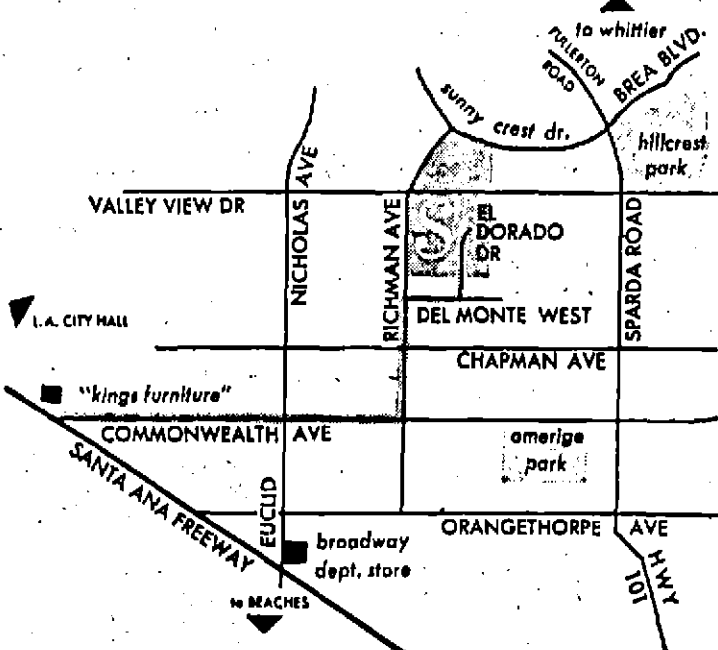 to whittier
FULLERTON
ROAD
BREA BLVD.
sunny crest dr.
hillcrest
park
VALLEY VIEW DR
NICHOLAS AVE
RICHMAN AVE
EL
DORADO
DR
SPARDA ROAD
L.A. CITY HALL
DEL MONTE WEST
CHAPMAN AVE
"kings furniture"
COMMONWEALTH AVE
amerige
park
SANTA ANA FREEWAY
EUCLID
ORANGETHORPE AVE
broadway
dept. store
HWY
101
to BEACHES